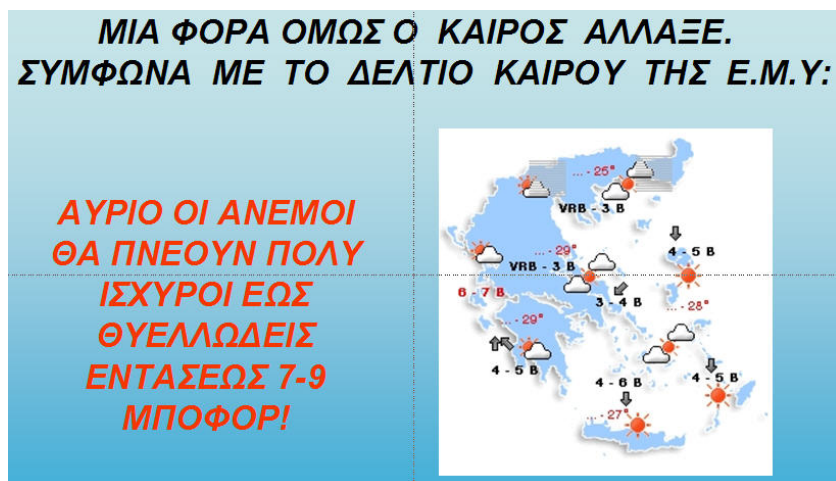 ΜΙΑ ΦΟΡΑ ΟΜΩΣ Ο ΚΑΙΡΟΣ ΑΛΛΑΞΕ.
ΣΥΜΦΩΝΑ ΜΕ ΤΟ ΔΕΛΤΙΟ ΚΑΙΡΟΥ ΤΗΣ Ε.Μ.Υ:
ΑΥΡΙΟ ΟΙ ΑΝΕΜΟΙ
ΘΑ ΠΝΕΟΥΝ ΠΟΛΥ
ΙΣΧΥΡΟΙ ΕΩΣ
ΘΥΕΛΛΩΔΕΙΣ
ΕΝΤΑΣΕΩΣ 7-9
ΜΠΟΦΟΡ!
... - 25°
VRB - 3 B
4 - 5 B
... - 29°
VRB - 3 B
6 - 7 B
3 - 4 B
... - 28°
... - 29°
4 - 5 B
4 - 6 B
4 - 5 B
... - 27°